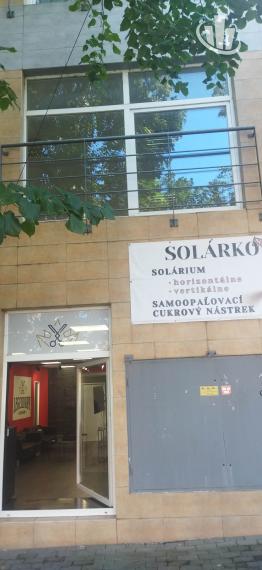 SOLÁRKO
SOLÁRIUM
- horizontálne
- vertikálne
SAMOOPAĽOVACÍ
CUKROVÝ NÁSTREK